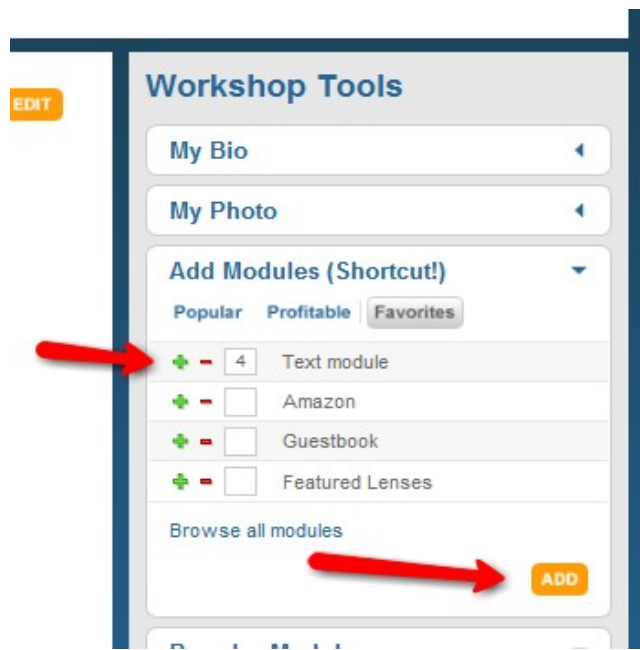 EDIT
Workshop Tools
My Bio
My Photo
Add Modules (Shortcut!)
Popular Profitable Favorites
4 Text module
Amazon
Guestbook
Featured Lenses
Browse all modules
ADD